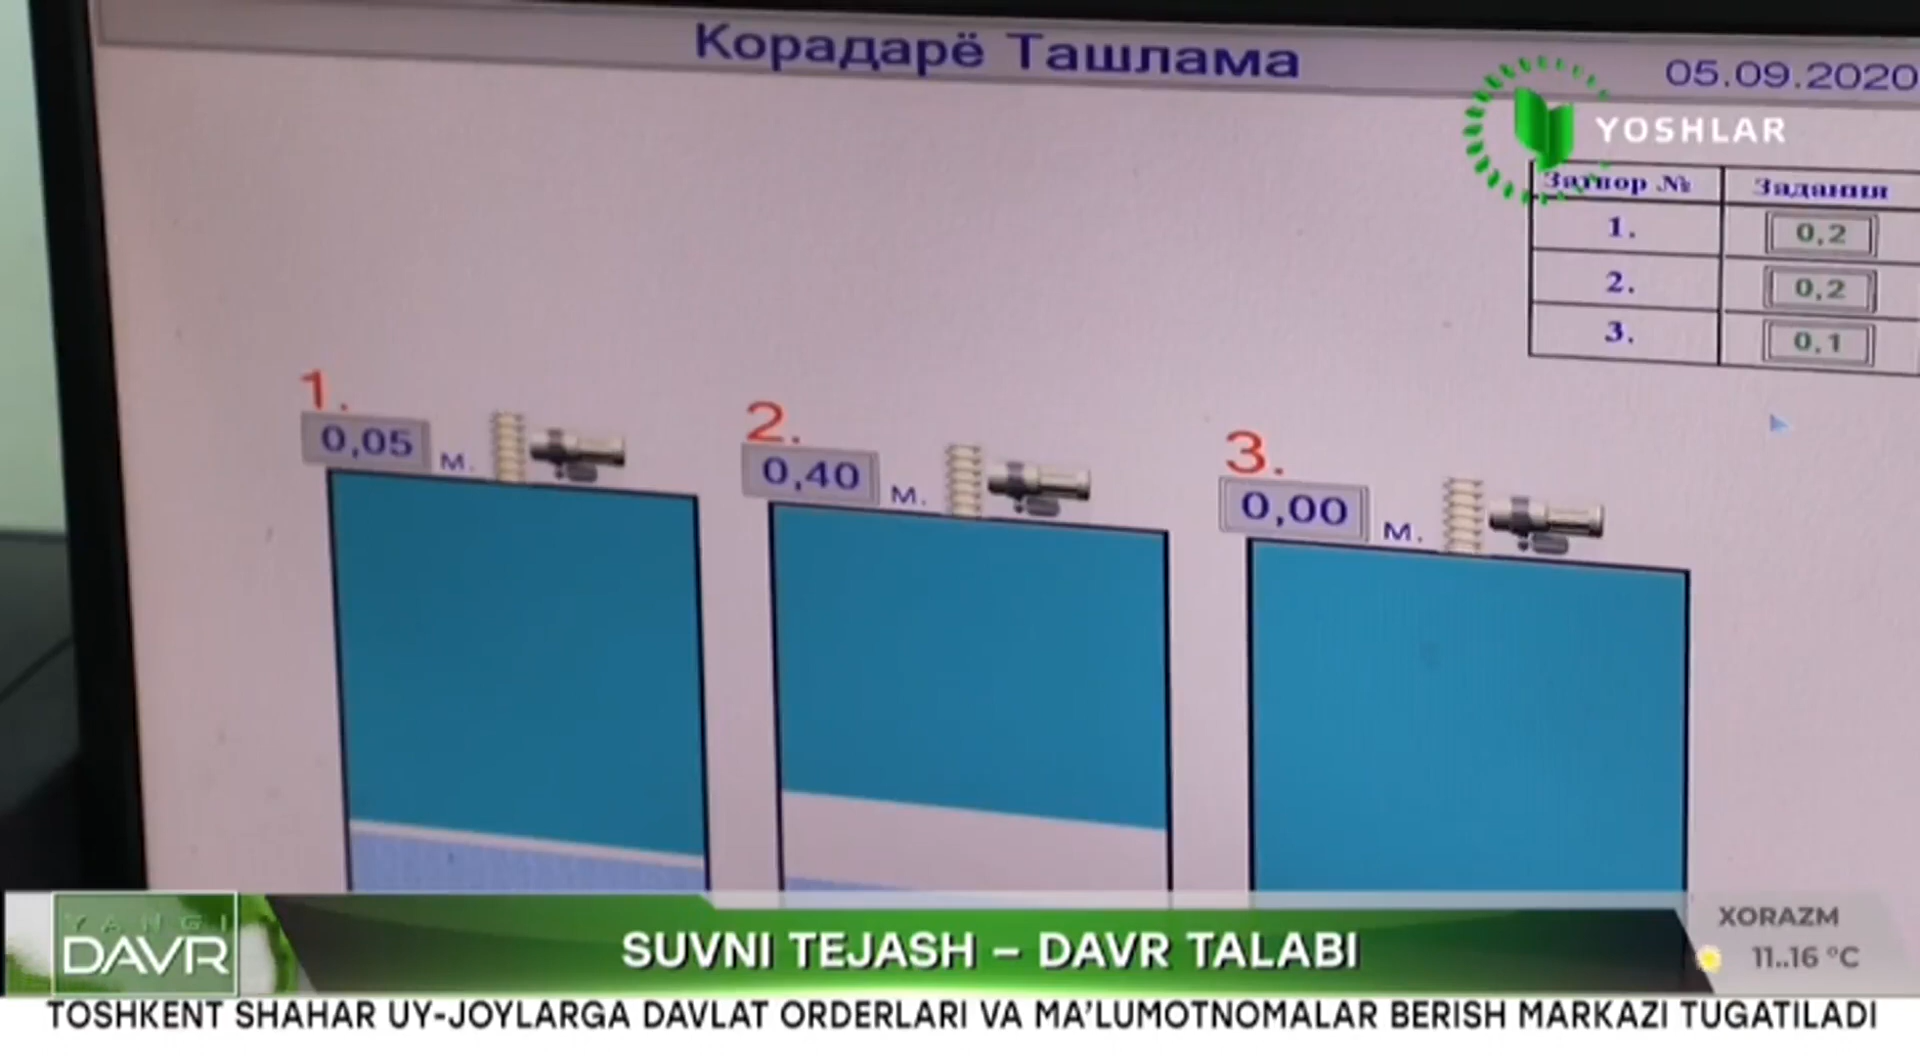 Корадарё Ташлама
05.09.2020
YOSHLAR
Затвор № Задания
1. 0,2
2. 0,2
3. 0,1
1.
0,05 м.
2.
0,40 м.
3.
0,00 м.
YANGI
DAVR
SUVNI TEJASH – DAVR TALABI
XORAZM
11..16 °C
TOSHKENT SHAHAR UY-JOYLARGA DAVLAT ORDERLARI VA MA’LUMOTNOMALAR BERISH MARKAZI TUGATILADI